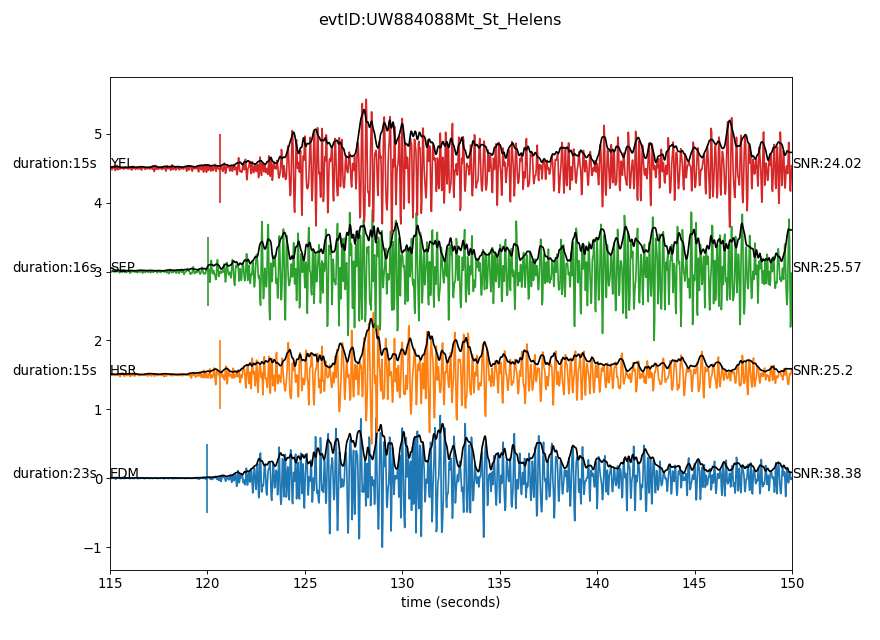 evtID:UW884088Mt_St_Helens
5
duration:15s YEL SNR:24.02
4
duration:16s SEP SNR:25.57
3
2
duration:15s HSR SNR:25.2
1
duration:23s EDM SNR:38.38
0
−1
115 120 125 130 135 140 145 150
time (seconds)